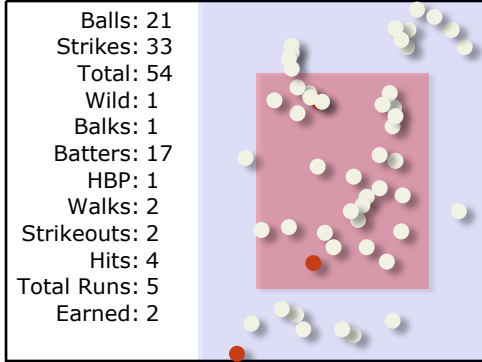 Balls: 21
Strikes: 33
Total: 54
Wild: 1
Balks: 1
Batters: 17
HBP: 1
Walks: 2
Strikeouts: 2
Hits: 4
Total Runs: 5
Earned: 2